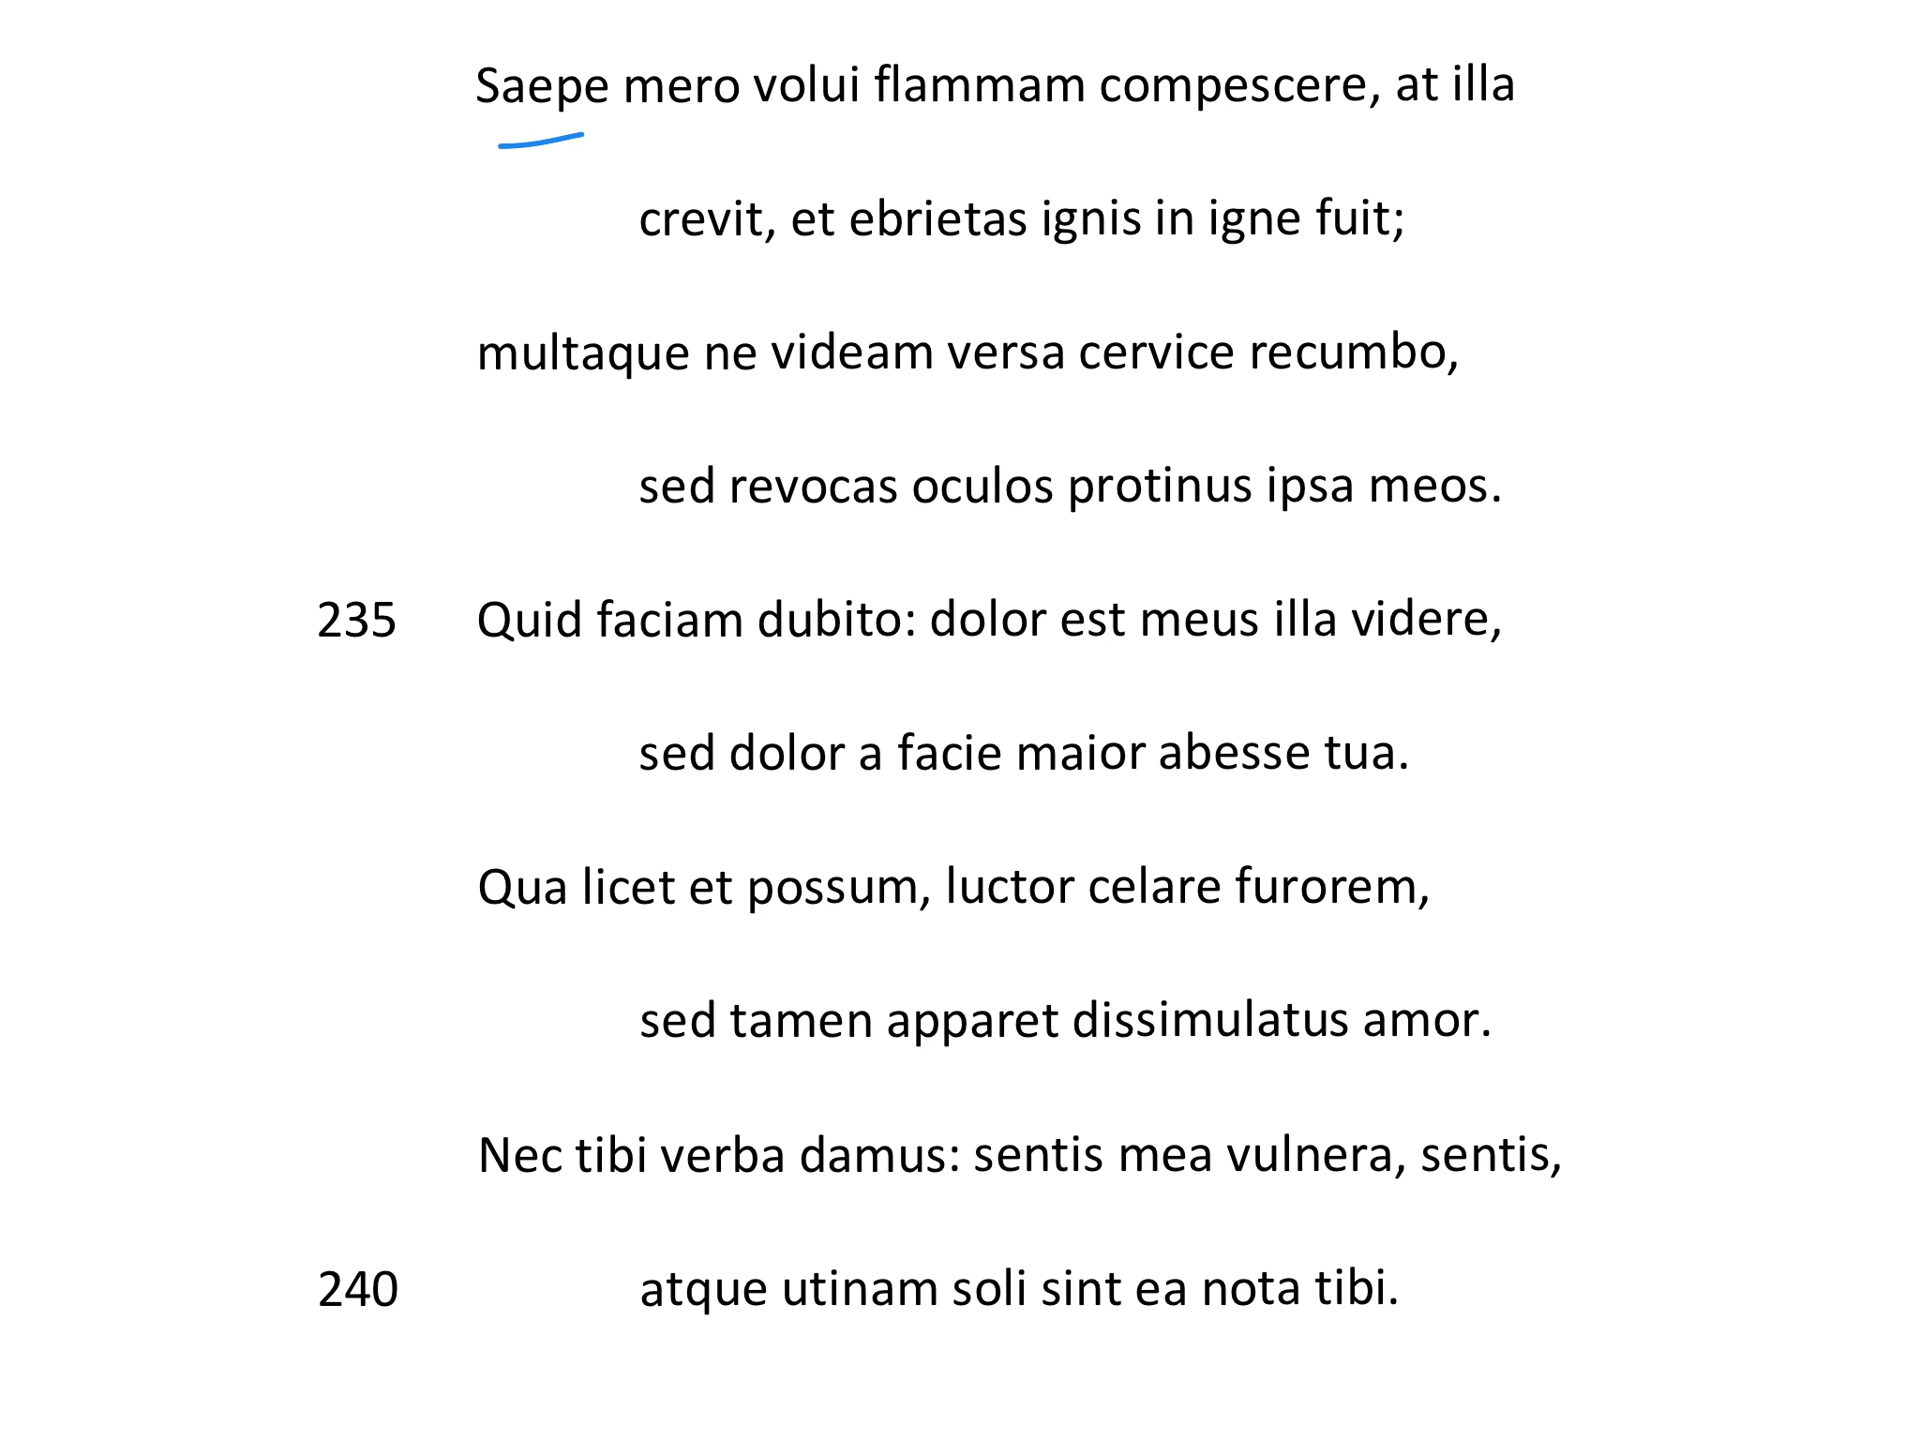 Saepe mero volui flammam compescere, at illa
crevit, et ebrietas ignis in igne fuit;
multaque ne videam versa cervice recumbo,
sed revocas oculos protinus ipsa meos.
235 Quid faciam dubito: dolor est meus illa videre,
sed dolor a facie maior abesse tua.
Qua licet et possum, luctor celare furorem,
sed tamen apparet dissimulatus amor.
Nec tibi verba damus: sentis mea vulnera, sentis,
240 atque utinam soli sint ea nota tibi.